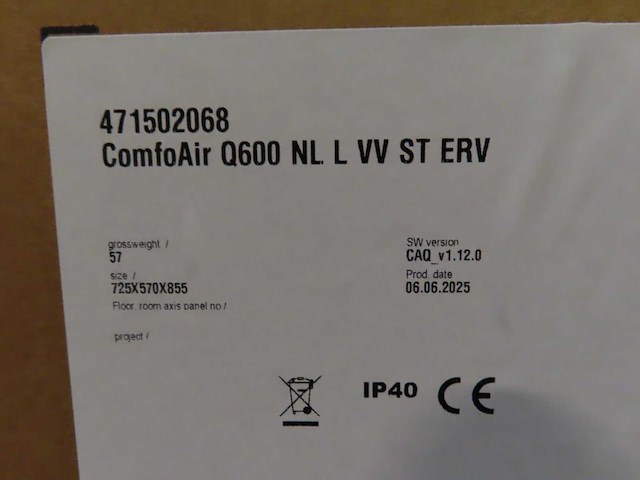 471502068
ComfoAir Q600 NL L VV ST ERV
grossweight /
57
size /
725X570X855
Floor, room axis panel no /
project /
SW version
CAQ_v1.12.0
Prod. date
06.06.2025
IP40 CE